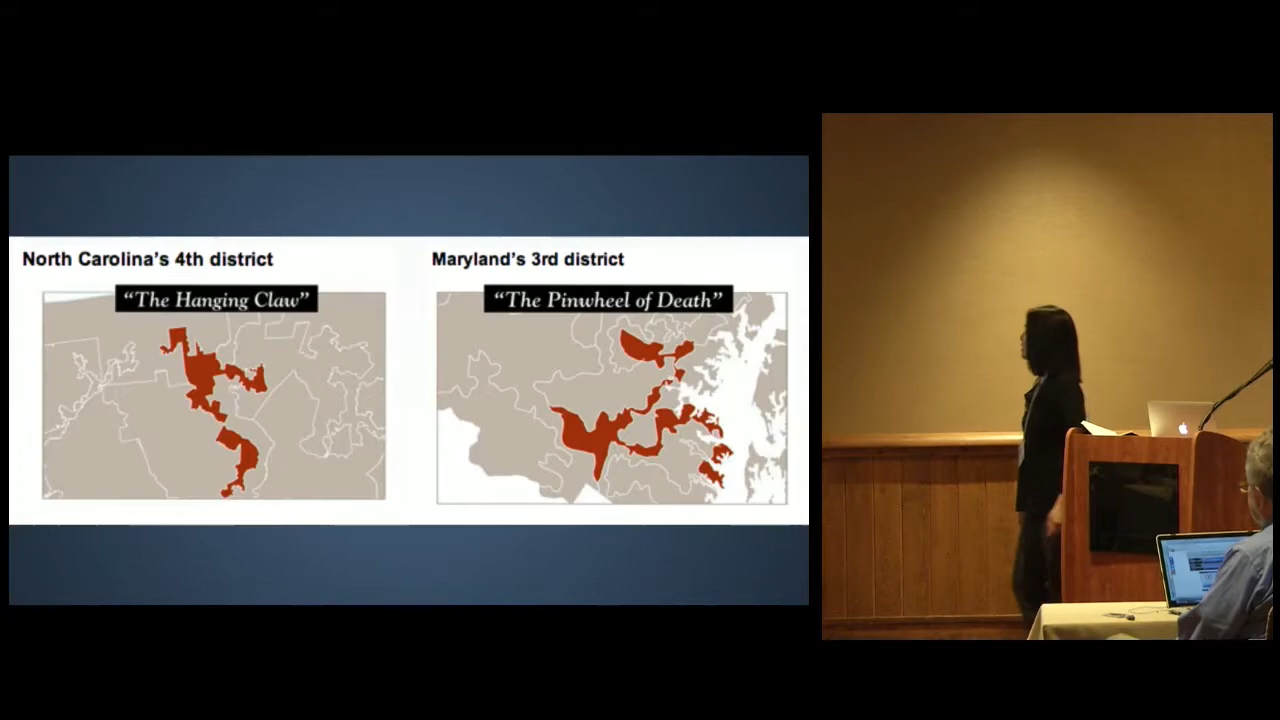 North Carolina's 4th district
"The Hanging Claw"
Maryland's 3rd district
"The Pinwheel of Death"